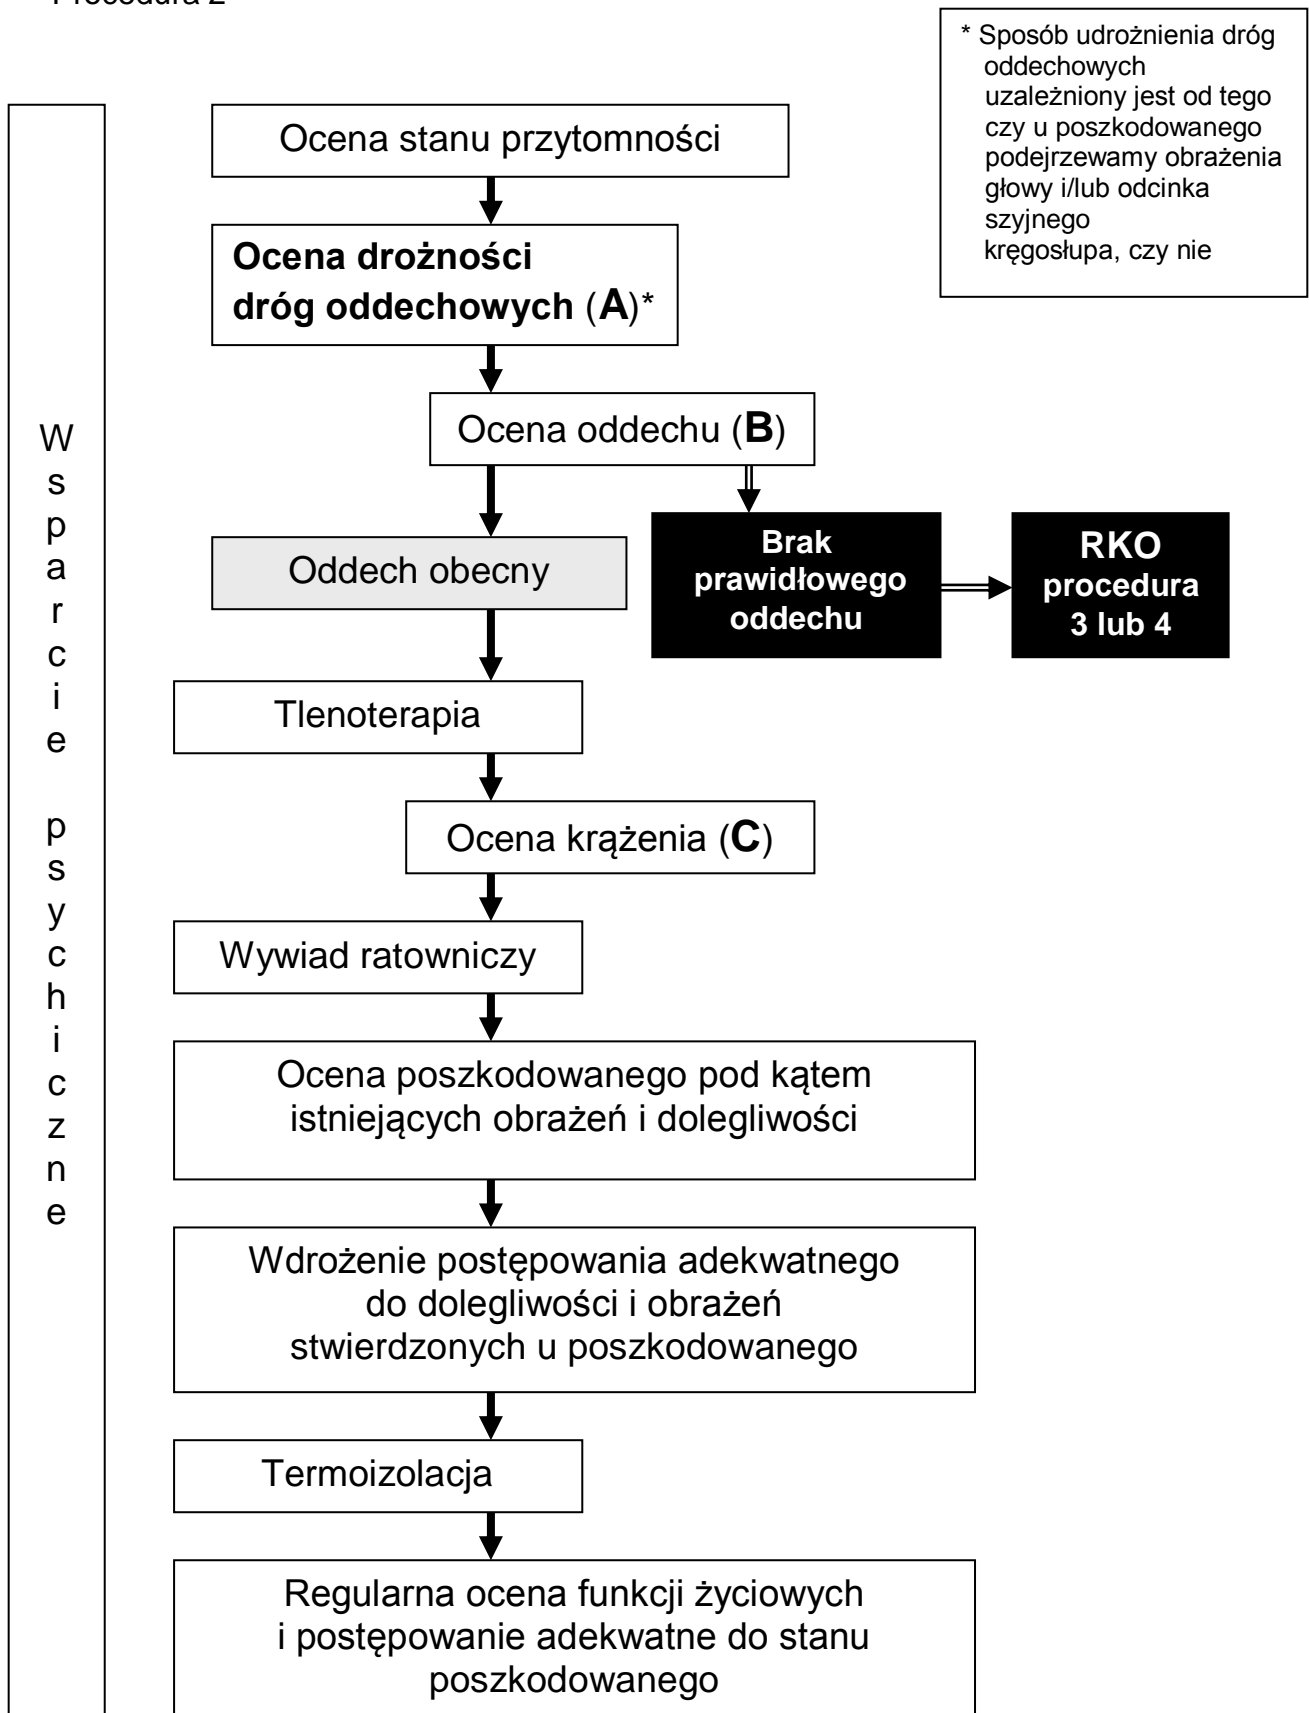 Procedura 2
* Sposób udrożnienia dróg
oddechowych
uzależniony jest od tego
czy u poszkodowanego
podejrzewamy obrażenia
głowy i/lub odcinka
szyjnego
kręgosłupa, czy nie
Ocena stanu przytomności
Ocena drożności
dróg oddechowych (A)*
Ocena oddechu (B)
Oddech obecny
Brak
prawidłowego
oddechu
RKO
procedura
3 lub 4
Tlenoterapia
Ocena krążenia (C)
Wywiad ratowniczy
Ocena poszkodowanego pod kątem
istniejących obrażeń i dolegliwości
Wdrożenie postępowania adekwatnego
do dolegliwości i obrażeń
stwierdzonych u poszkodowanego
Termoizolacja
Regularna ocena funkcji życiowych
i postępowanie adekwatne do stanu
poszkodowanego
W
s
p
a
r
c
i
e
p
s
y
c
h
i
c
z
n
e